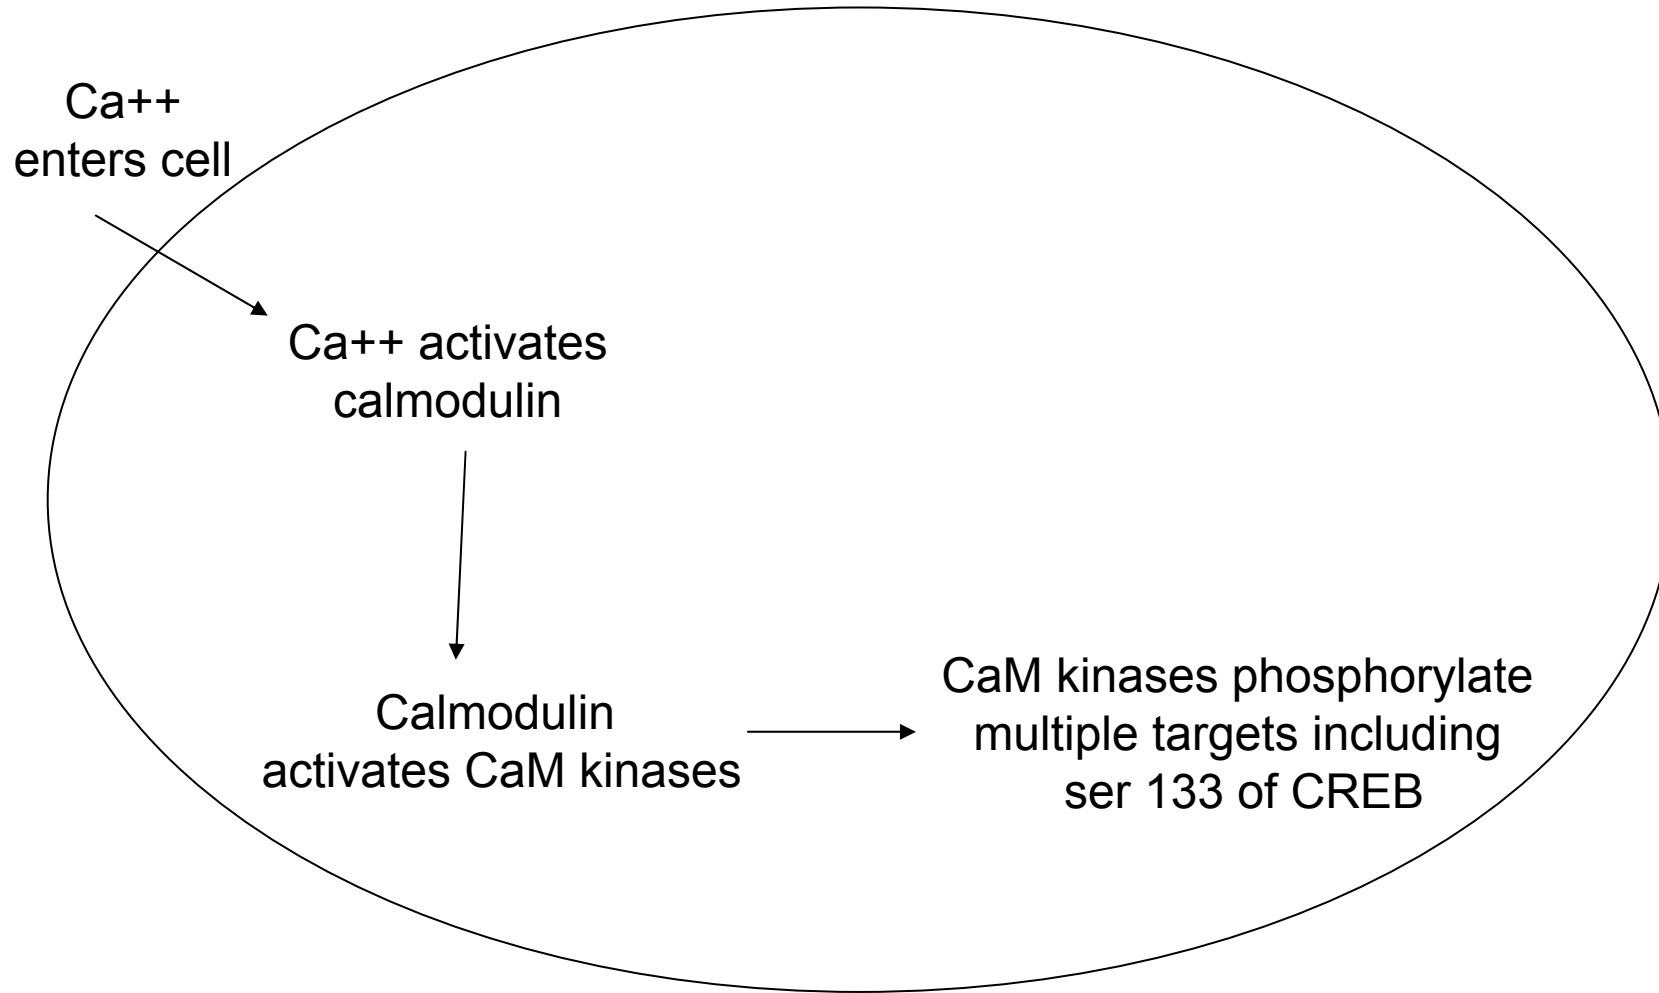 Ca++
enters cell
Ca++ activates
calmodulin
Calmodulin
activates CaM kinases
CaM kinases phosphorylate
multiple targets including
ser 133 of CREB